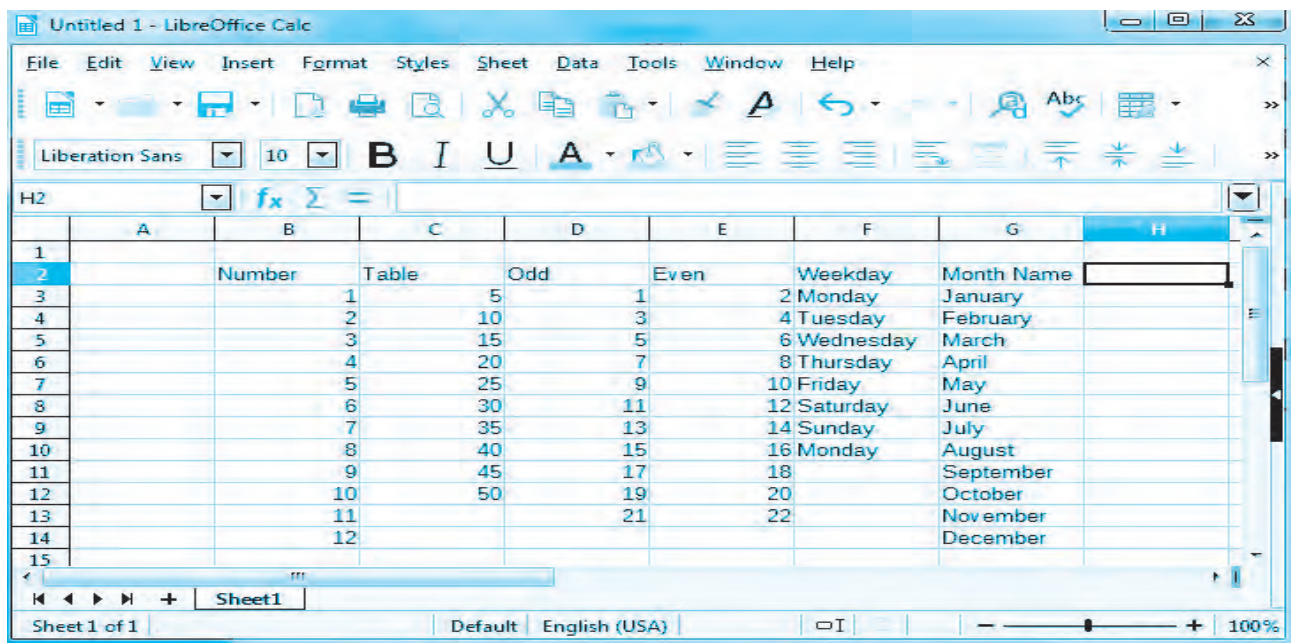 Untitled 1 - LibreOffice Calc
File Edit View Insert Format Styles Sheet Data Tools Window Help
Abc
Liberation Sans 10 B I U A
H2 fx Σ =
A B C D E F G H
1
2 Number Table Odd Even Weekday Month Name
3 1 5 1 2 Monday January
4 2 10 3 4 Tuesday February
5 3 15 5 6 Wednesday March
6 4 20 7 8 Thursday April
7 5 25 9 10 Friday May
8 6 30 11 12 Saturday June
9 7 35 13 14 Sunday July
10 8 40 15 16 Monday August
11 9 45 17 18 September
12 10 50 19 20 October
13 11 21 22 November
14 12 December
15
Sheet1
Sheet 1 of 1 Default English (USA) 100%